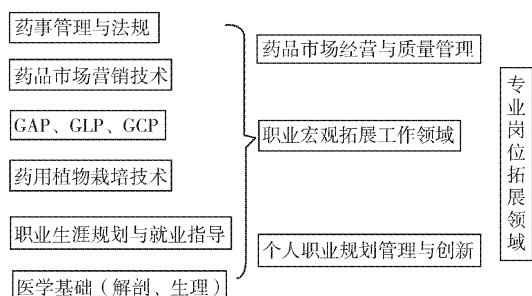 药事管理与法规
药品市场营销技术
GAP、GLP、GCP
药用植物栽培技术
职业生涯规划与就业指导
医学基础（解剖、生理）
药品市场经营与质量管理
职业宏观拓展工作领域
个人职业规划管理与创新
专业岗位拓展领域